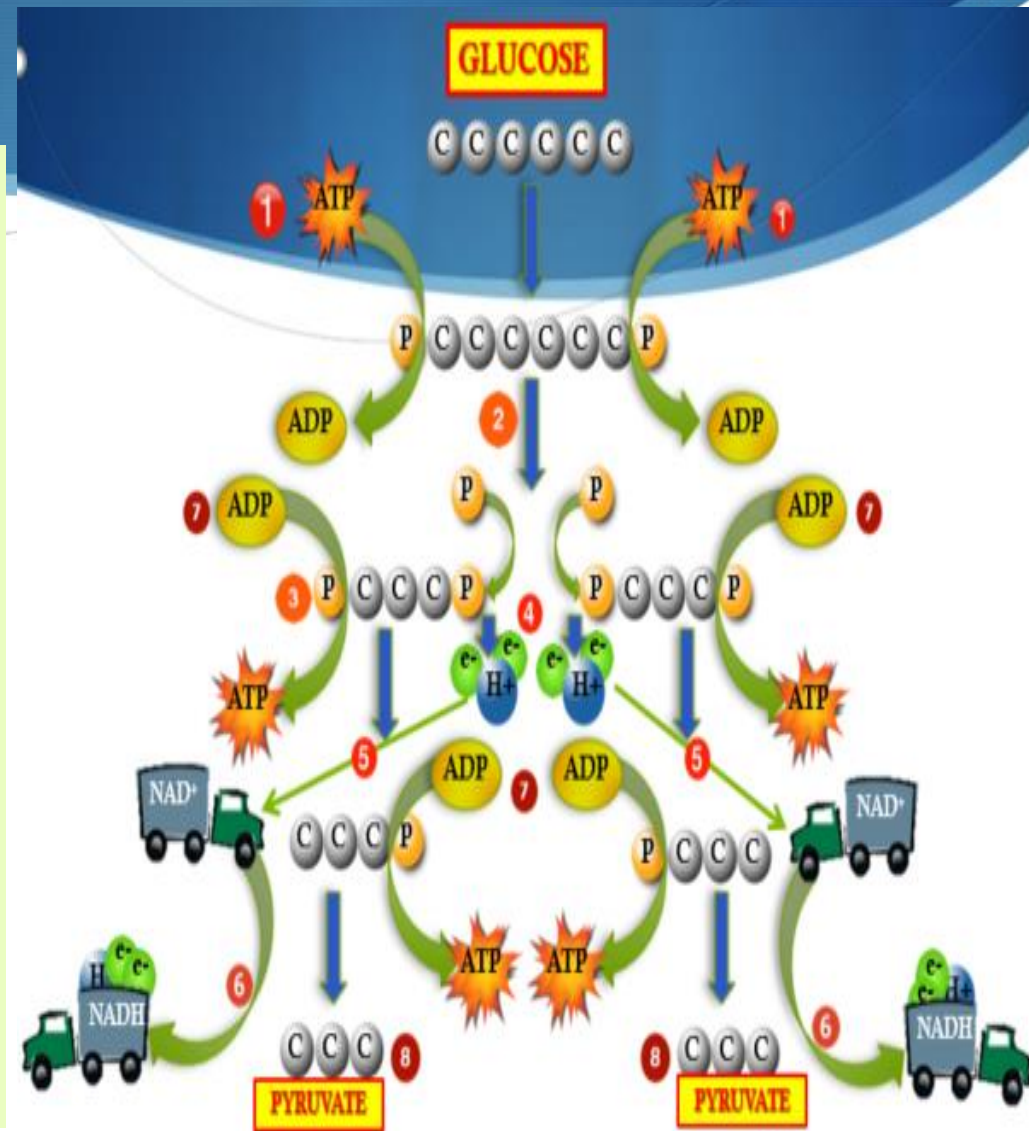 GLUCOSE
C C C C C C
1 ATP ATP 1
P C C C C C C P
ADP 2 ADP
P P
7 ADP ADP 7
3 P C C C P P C C C P
4
e- e- e- e-
ATP H+ H+ ATP
5 5
ADP 7 ADP
NAD+ NAD+
C C C P P C C C
ATP ATP
6 6
e- e- e-
H e- H+
NADH NADH
C C C 8 8 C C C
PYRUVATE PYRUVATE